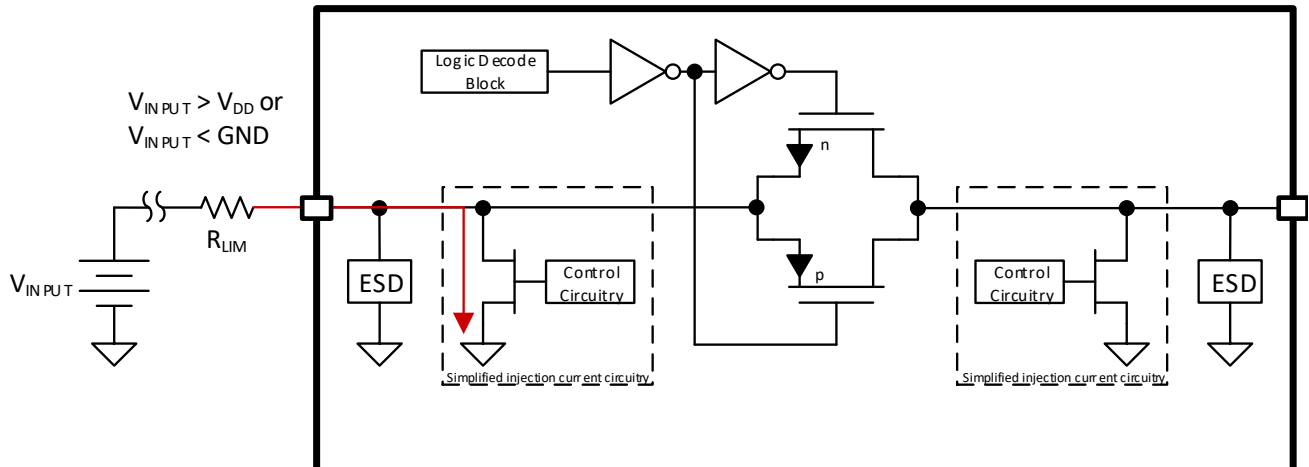 Logic Decode
Block
V_INPUT > V_DD or
V_INPUT < GND
n
R_LIM
p
V_INPUT
ESD
Control
Circuitry
Control
Circuitry
ESD
Simplified injection current circuitry
Simplified injection current circuitry